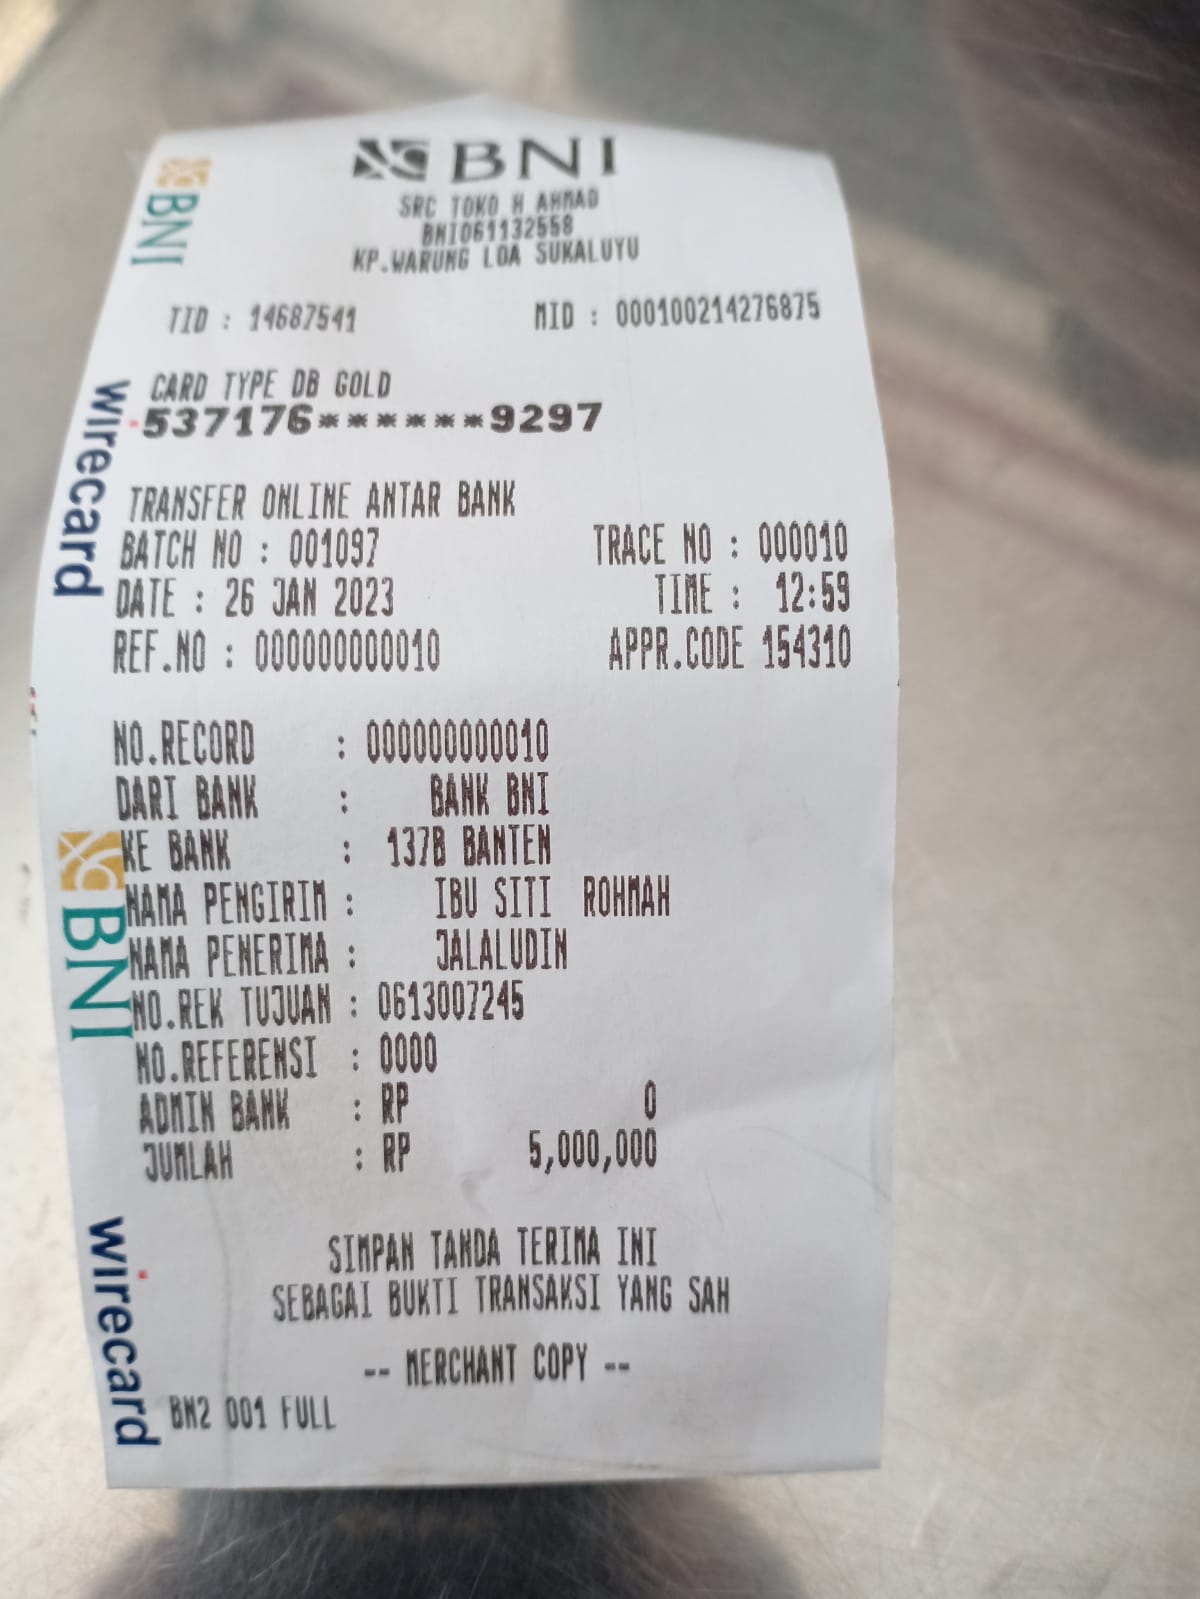 BNI
SRC TOKO H AHMAD
BNI061132558
KP.WARUNG LOA SUKALUYU
TID : 14687541 MID : 000100214276875
CARD TYPE DB GOLD
537176******9297
TRANSFER ONLINE ANTAR BANK
BATCH NO : 001097 TRACE NO : 000010
DATE : 26 JAN 2023 TIME : 12:59
REF.NO : 000000000010 APPR.CODE 154310
NO.RECORD : 000000000010
DARI BANK : BANK BNI
KE BANK : 137B BANTEN
NAMA PENGIRIM : IBU SITI ROHMAH
NAMA PENERIMA : JALALUDIN
NO.REK TUJUAN : 0613007245
NO.REFERENSI : 0000
ADMIN BANK : RP 0
JUMLAH : RP 5,000,000
SIMPAN TANDA TERIMA INI
SEBAGAI BUKTI TRANSAKSI YANG SAH
-- MERCHANT COPY --
BN2 001 FULL
BNI
wirecard
BNI
wirecard